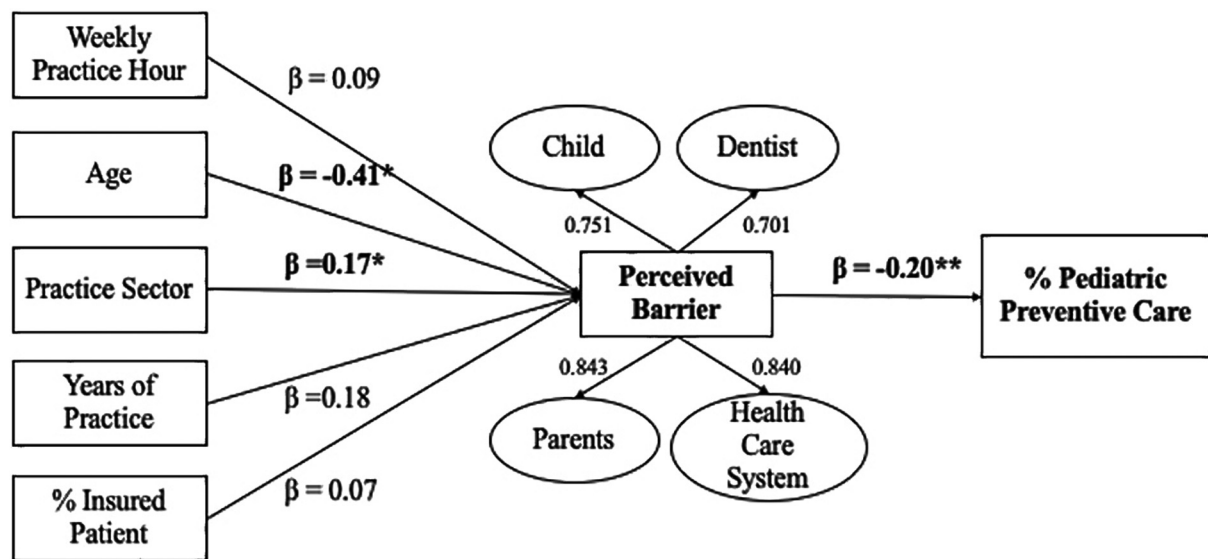 Weekly
Practice Hour
β = 0.09
Age
β = -0.41*
Practice Sector
β =0.17*
Years of
Practice
β =0.18
% Insured
Patient
β = 0.07
Child
Dentist
0.751
0.701
Perceived
Barrier
0.843
0.840
Parents
Health
Care
System
β = -0.20**
% Pediatric
Preventive Care